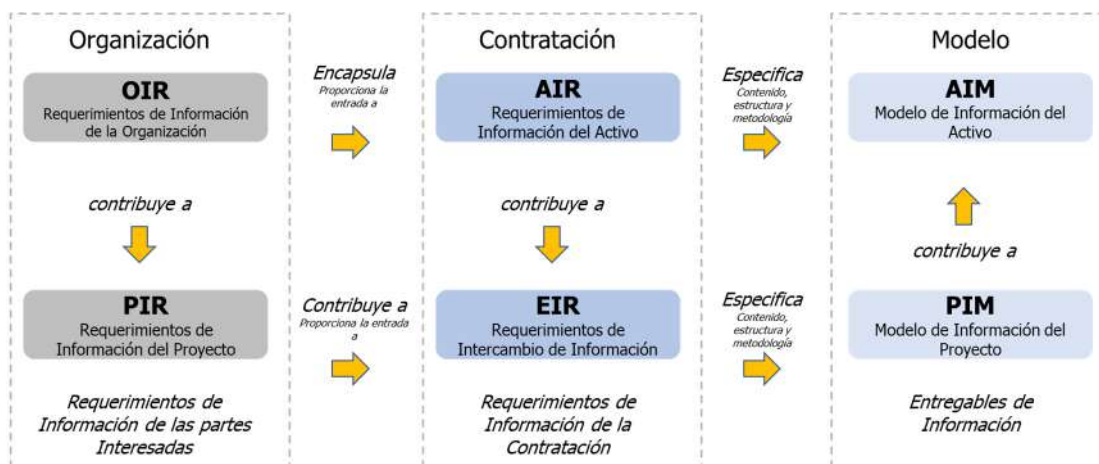 Organización
OIR
Requerimientos de Información
de la Organización
contribuye a
PIR
Requerimientos de
Información del Proyecto
Requerimientos de
Información de las partes
Interesadas
Encapsula
Proporciona la
entrada a
Contribuye a
Proporciona la entrada
a
Contratación
AIR
Requerimientos de
Información del Activo
contribuye a
EIR
Requerimientos de
Intercambio de Información
Requerimientos de
Información de la
Contratación
Especifica
Contenido,
estructura y
metodología
Especifica
Contenido,
estructura y
metodología
Modelo
AIM
Modelo de Información del
Activo
contribuye a
PIM
Modelo de Información del
Proyecto
Entregables de
Información